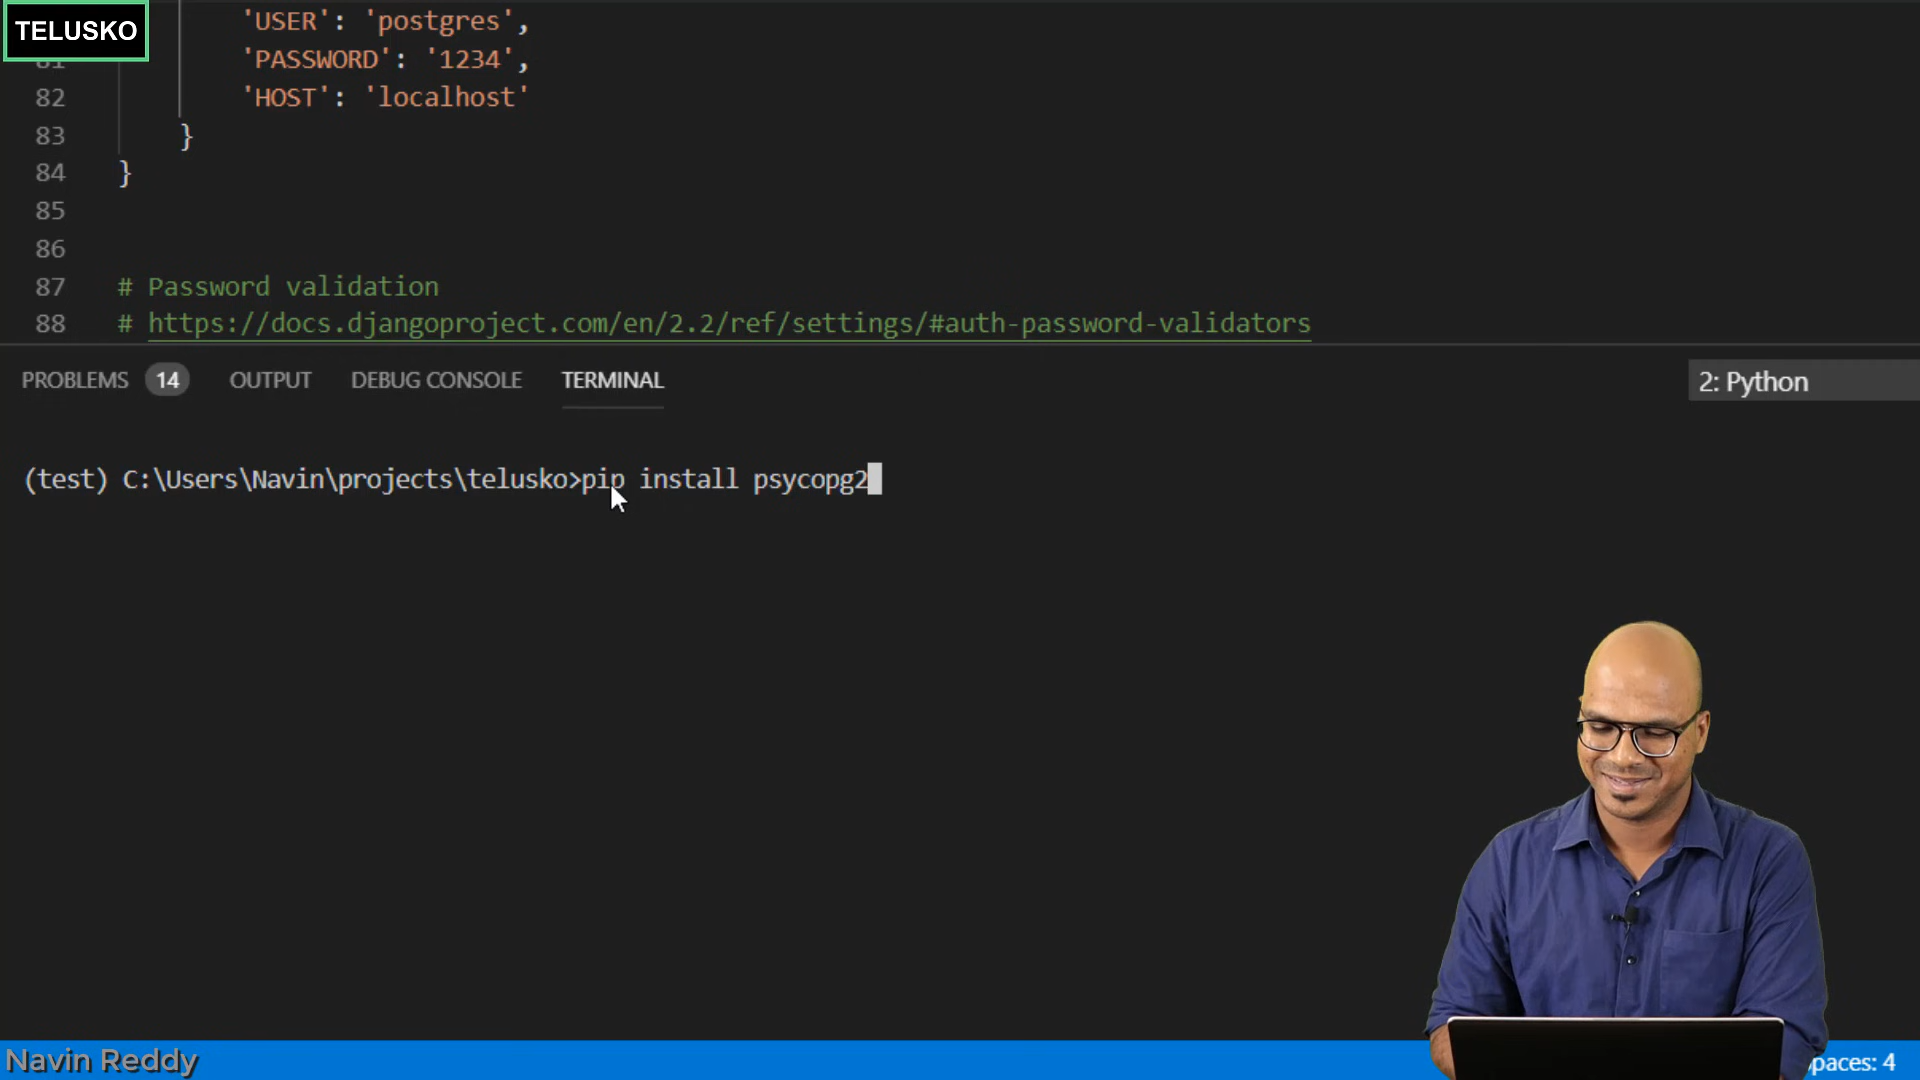 TELUSKO
'USER': 'postgres',
81 'PASSWORD': '1234',
82 'HOST': 'localhost'
83 }
84 }
85
86
87 # Password validation
88 # https://docs.djangoproject.com/en/2.2/ref/settings/#auth-password-validators
PROBLEMS 14 OUTPUT DEBUG CONSOLE TERMINAL 2: Python
(test) C:\Users\Navin\projects\telusko>pip install psycopg2
Navin Reddy
paces: 4